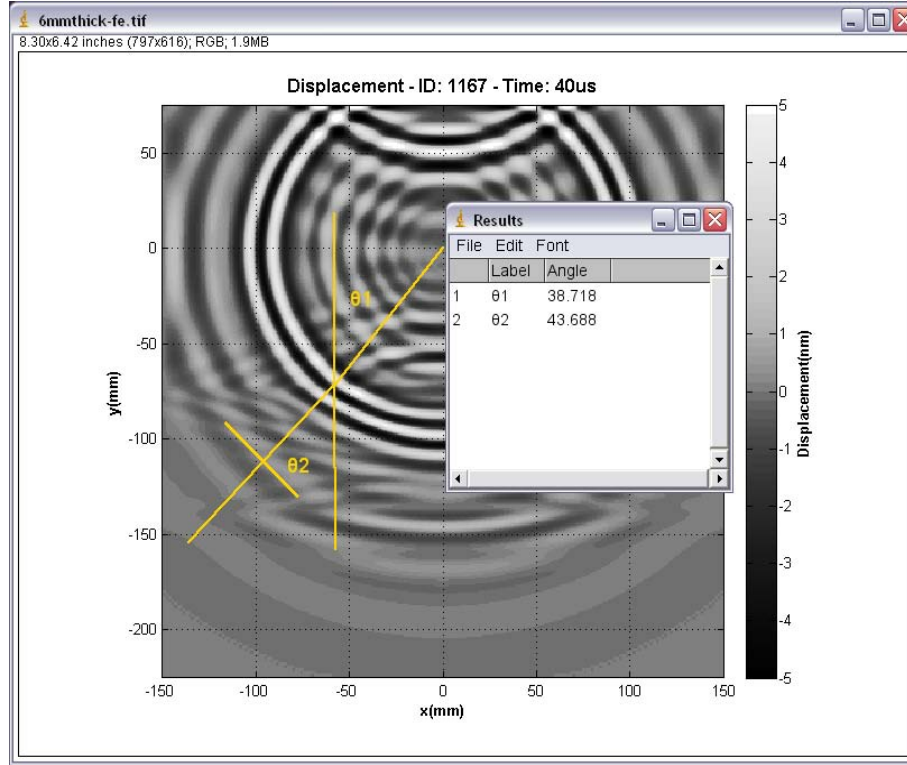 6mmthick-fe.tif
8.30x6.42 inches (797x616); RGB; 1.9MB
Displacement - ID: 1167 - Time: 40us
50
0
-50
-100
-150
-200
y(mm)
-150
-100
-50
0
50
100
150
x(mm)
θ1
θ2
5
4
3
2
1
0
-1
-2
-3
-4
-5
Displacement(nm)
Results
File Edit Font
Label Angle
1 θ1 38.718
2 θ2 43.688